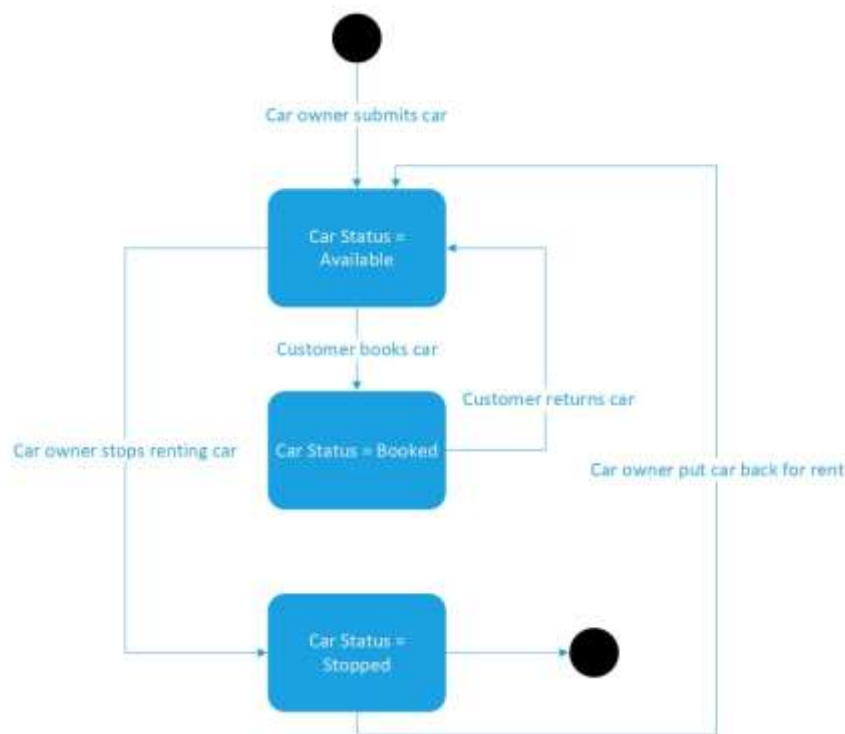 Car owner submits car
Car Status =
Available
Customer books car
Customer returns car
Car Status = Booked
Car owner stops renting car
Car owner put car back for rent
Car Status =
Stopped